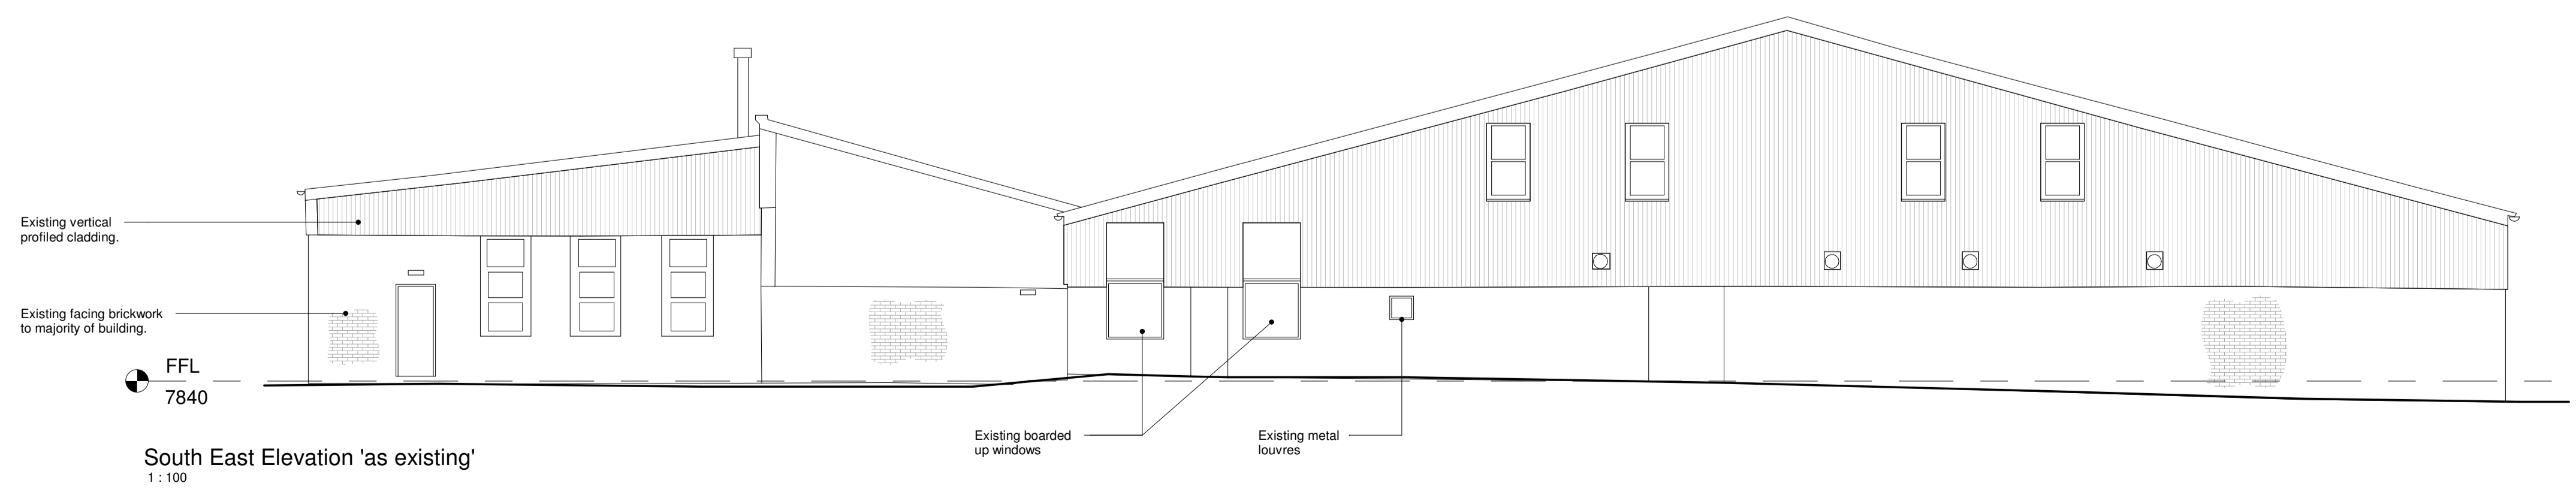 Existing vertical
profiled cladding.
Existing facing brickwork
to majority of building.
FFL
7840
Existing boarded
up windows
Existing metal
louvres
South East Elevation 'as existing'
1 : 100